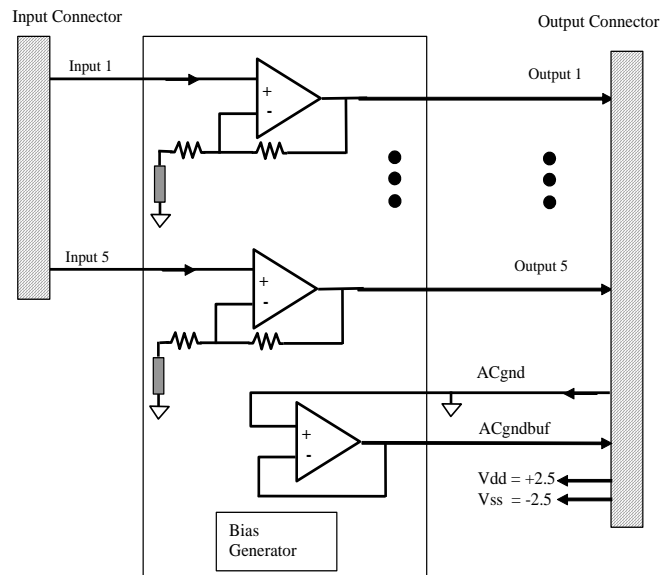 Input Connector
Output Connector
Input 1
Output 1
+
-
Input 5
Output 5
+
-
ACgnd
ACgndbuf
+
-
Vdd = +2.5
Vss = -2.5
Bias
Generator